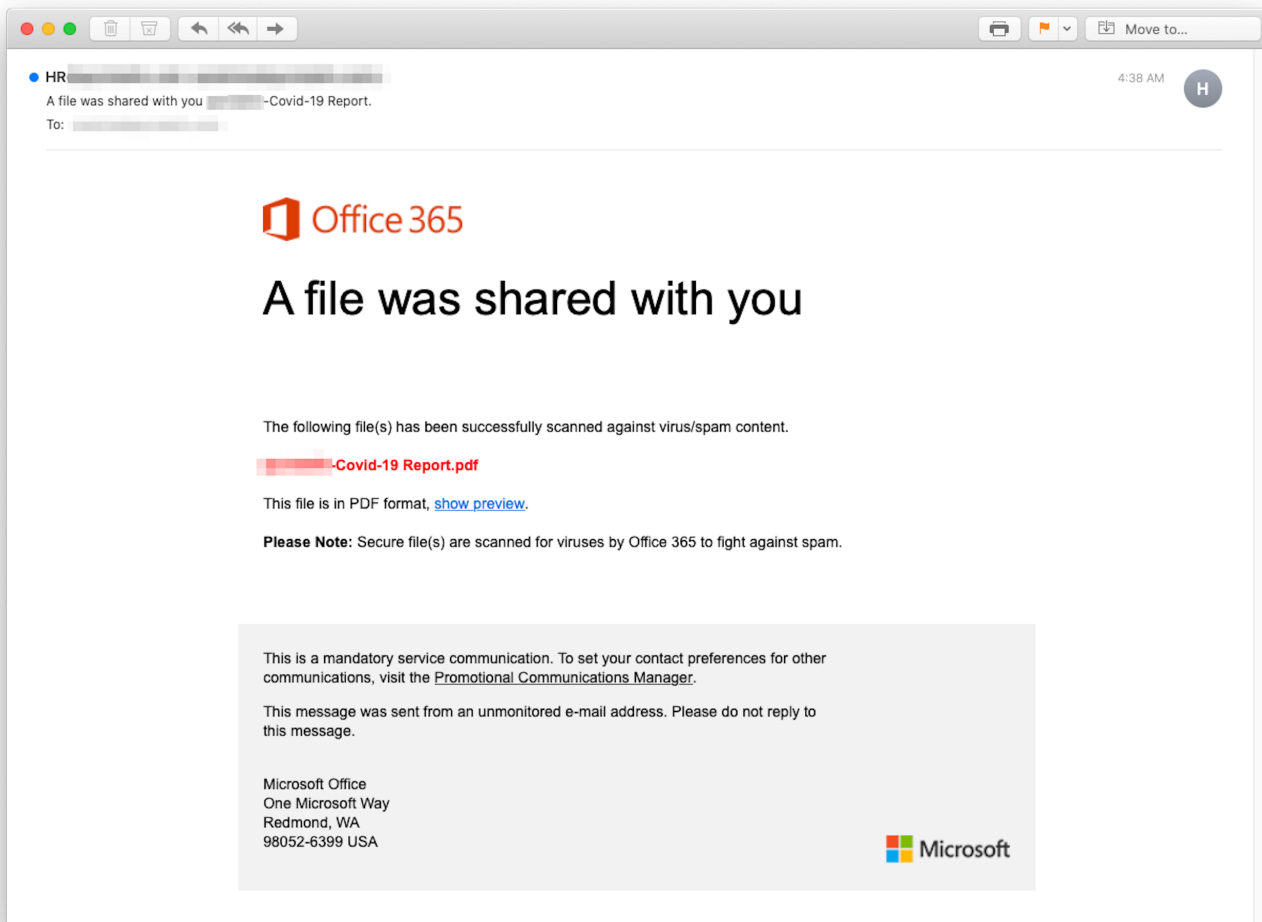 Move to...
HR
4:38 AM
H
A file was shared with you -Covid-19 Report.
To:
Office 365
A file was shared with you
The following file(s) has been successfully scanned against virus/spam content.
-Covid-19 Report.pdf
This file is in PDF format, show preview.
Please Note: Secure file(s) are scanned for viruses by Office 365 to fight against spam.
This is a mandatory service communication. To set your contact preferences for other
communications, visit the Promotional Communications Manager.
This message was sent from an unmonitored e-mail address. Please do not reply to
this message.
Microsoft Office
One Microsoft Way
Redmond, WA
98052-6399 USA
Microsoft